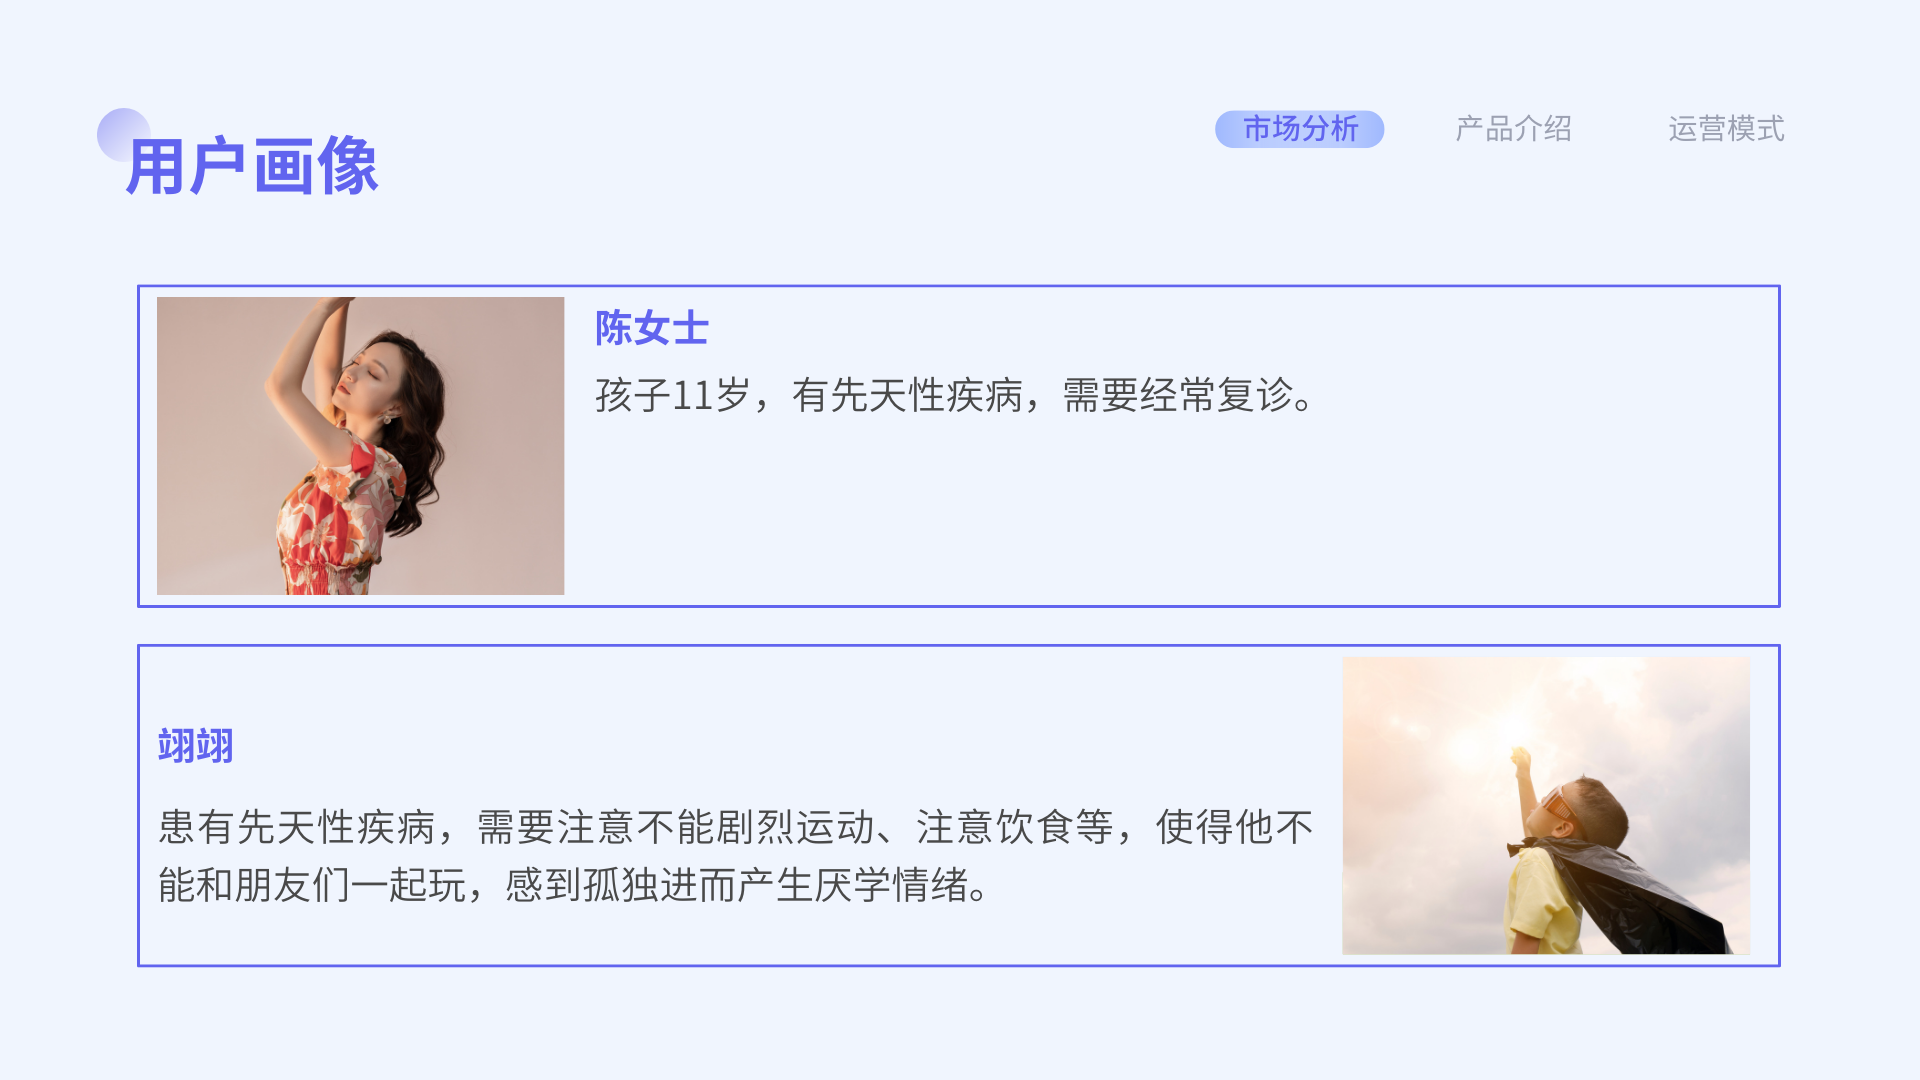 用户画像
市场分析
产品介绍
运营模式
陈女士
孩子11岁，有先天性疾病，需要经常复诊。
翊翊
患有先天性疾病，需要注意不能剧烈运动、注意饮食等，使得他不
能和朋友们一起玩，感到孤独进而产生厌学情绪。